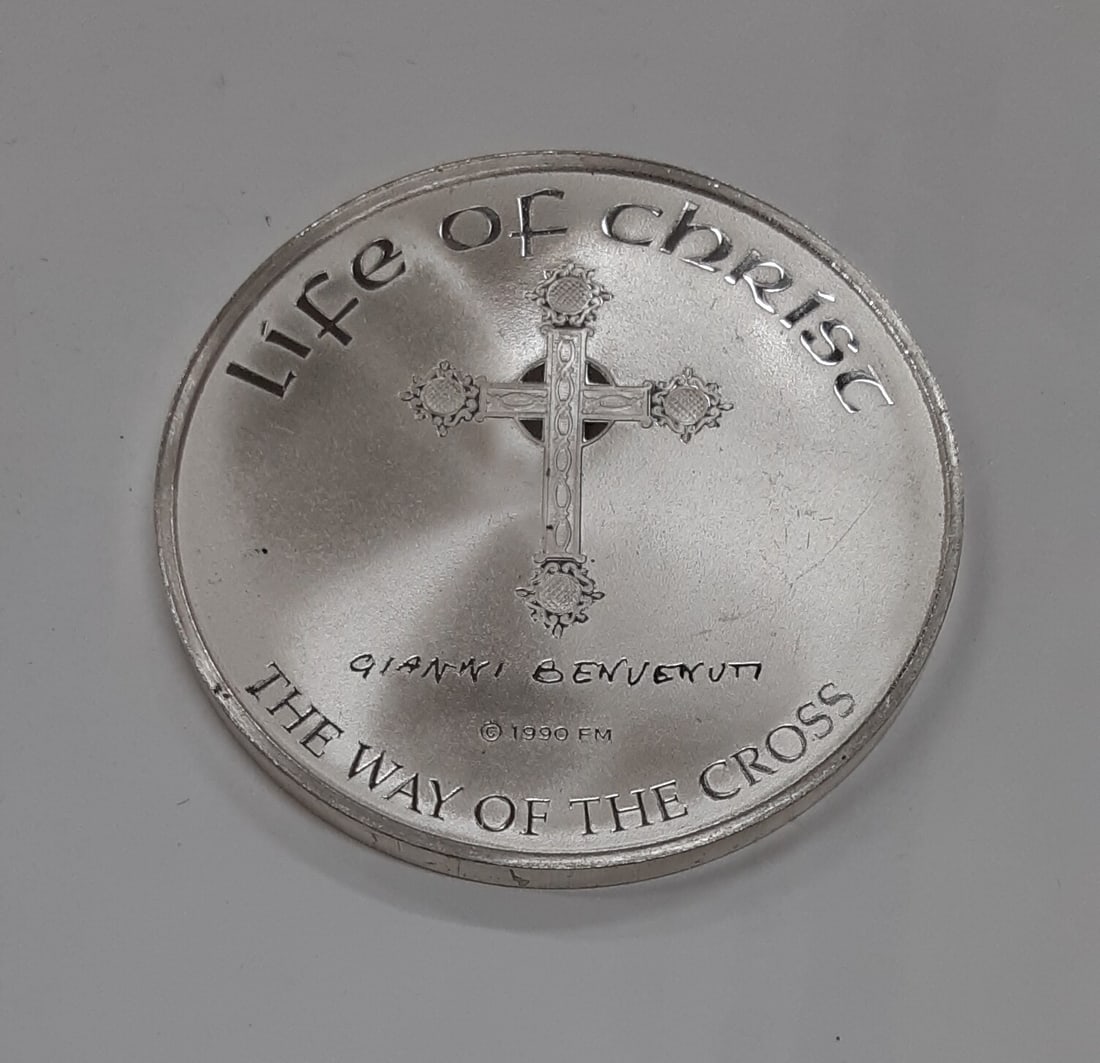 Life of Christ
GIANNI BENVENUTI
© 1990 FM
THE WAY OF THE CROSS